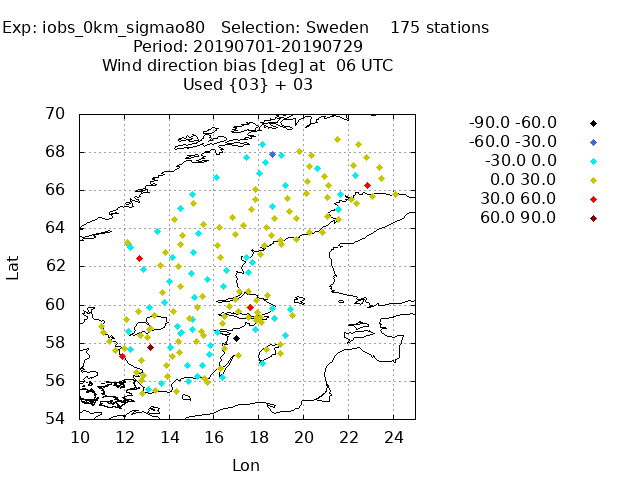 Exp: iobs_0km_sigmao80   Selection: Sweden    175 stations
Period: 20190701-20190729
Wind direction bias [deg] at  06 UTC
Used {03} + 03
-90.0 -60.0
-60.0 -30.0
-30.0 0.0
0.0 30.0
30.0 60.0
60.0 90.0
Lat
70
68
66
64
62
60
58
56
54
10 12 14 16 18 20 22 24
Lon